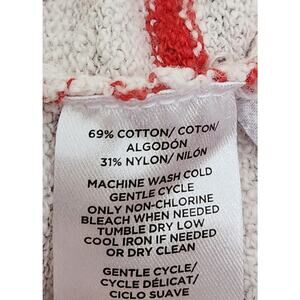 69% COTTON/ COTON/
ALGODÓN
31% NYLON/ NILÓN
MACHINE WASH COLD
GENTLE CYCLE
ONLY NON-CHLORINE
BLEACH WHEN NEEDED
TUMBLE DRY LOW
COOL IRON IF NEEDED
OR DRY CLEAN
GENTLE CYCLE/
CYCLE DÉLICAT/
CICLO SUAVE